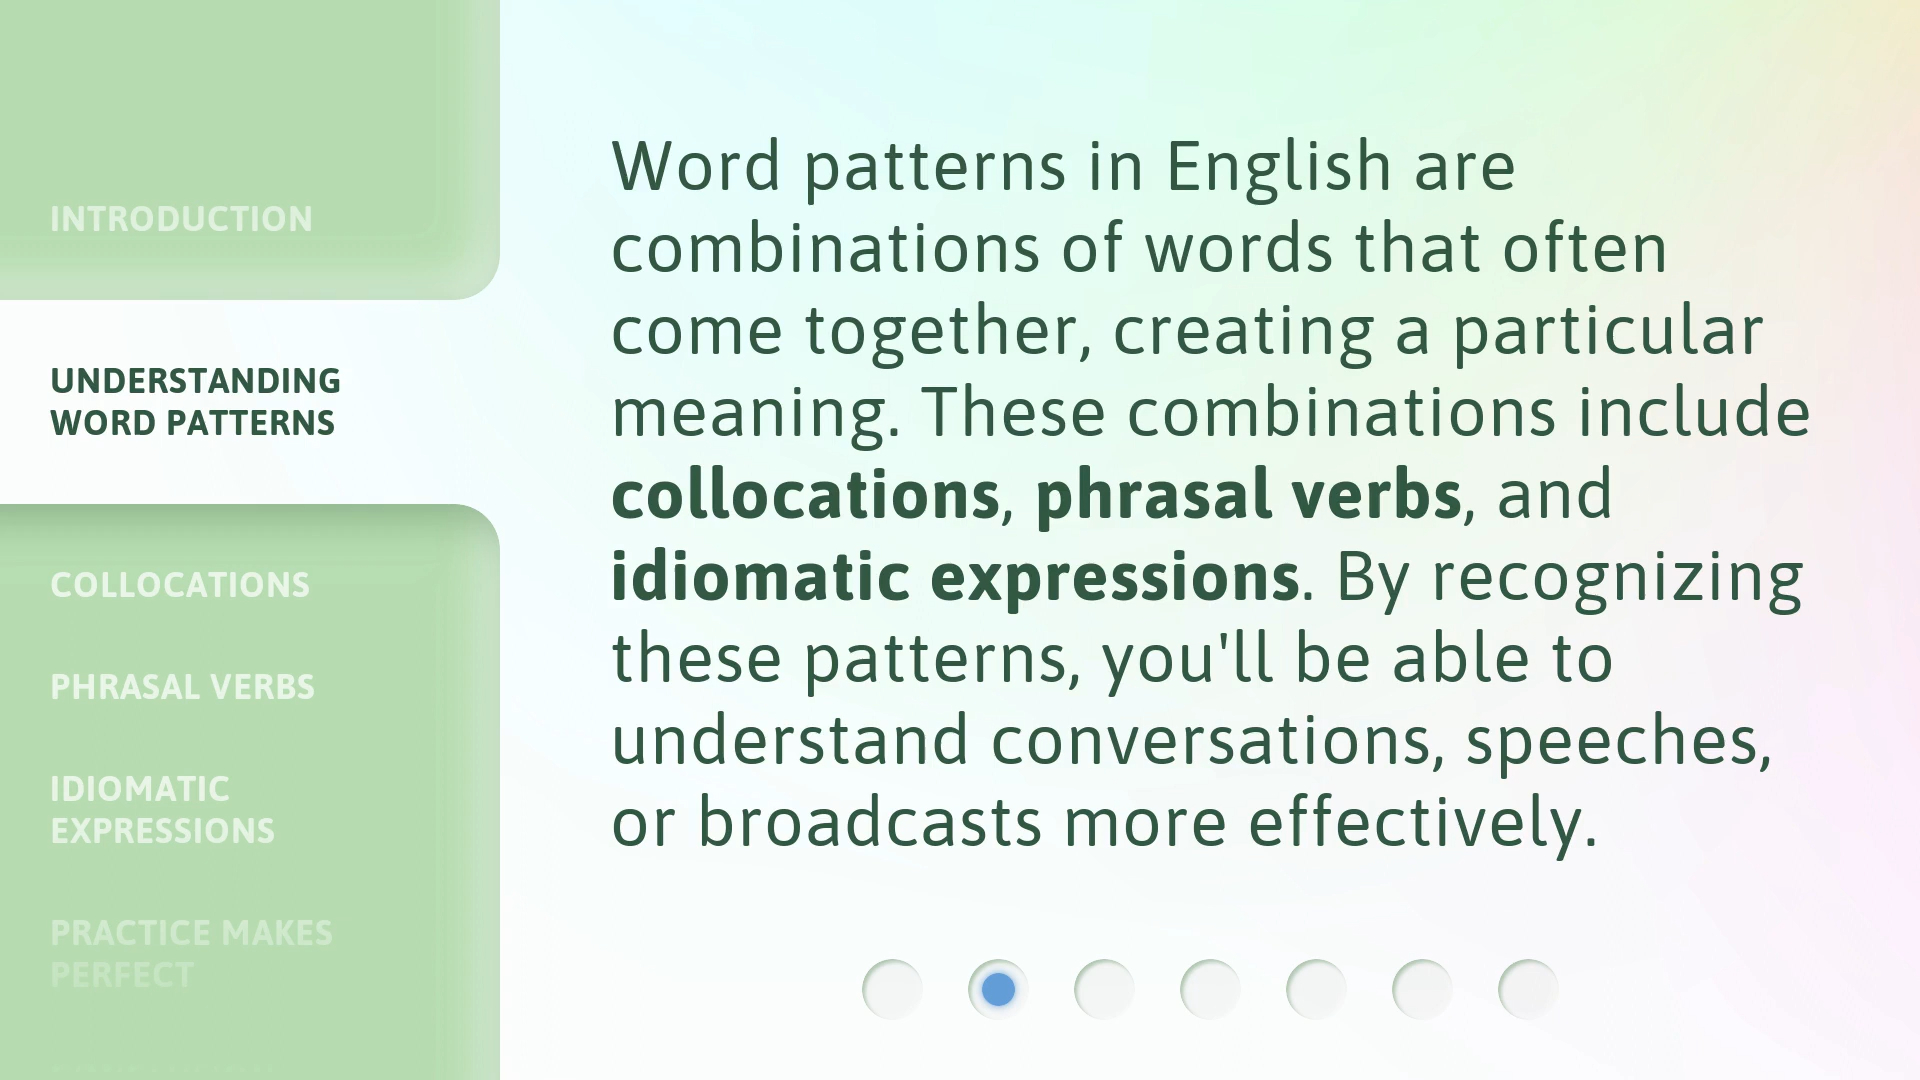 INTRODUCTION
UNDERSTANDING
WORD PATTERNS
COLLOCATIONS
PHRASAL VERBS
IDIOMATIC
EXPRESSIONS
PRACTICE MAKES
PERFECT
Word patterns in English are
combinations of words that often
come together, creating a particular
meaning. These combinations include
collocations, phrasal verbs, and
idiomatic expressions. By recognizing
these patterns, you'll be able to
understand conversations, speeches,
or broadcasts more effectively.